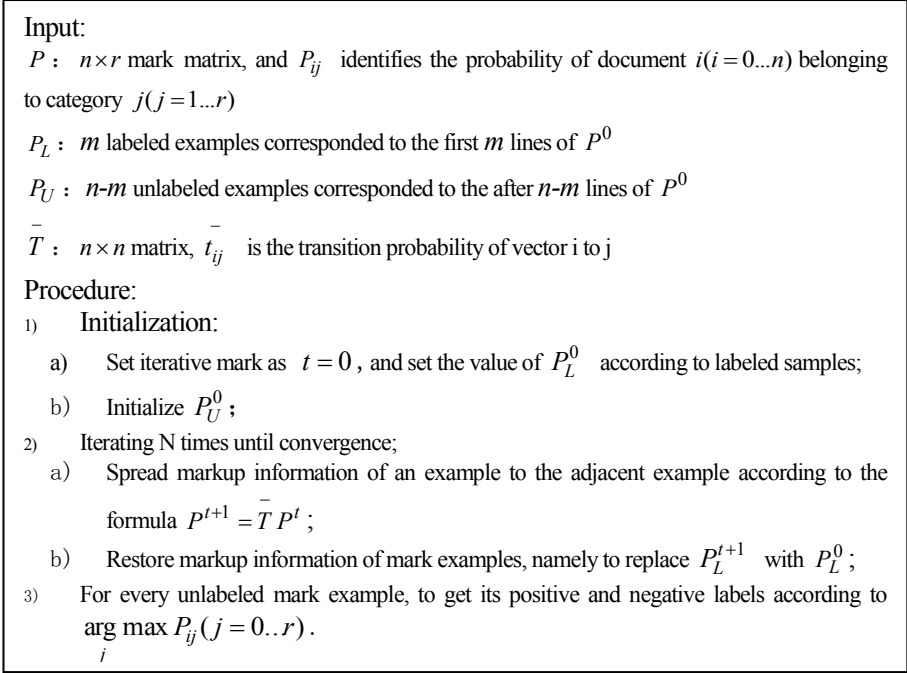 Input:
P： n×r mark matrix, and P_ij identifies the probability of document i(i=0...n) belonging
to category j(j=1...r)
P_L： m labeled examples corresponded to the first m lines of P^0
P_U： n-m unlabeled examples corresponded to the after n-m lines of P^0
T̄： n×n matrix, t̄_ij is the transition probability of vector i to j
Procedure:
1) Initialization:
a) Set iterative mark as t=0, and set the value of P_L^0 according to labeled samples;
b) Initialize P_U^0；
2) Iterating N times until convergence;
a) Spread markup information of an example to the adjacent example according to the
formula P^{t+1} = T̄ P^t ;
b) Restore markup information of mark examples, namely to replace P_L^{t+1} with P_L^0 ;
3) For every unlabeled mark example, to get its positive and negative labels according to
arg max P_ij (j=0..r).
j